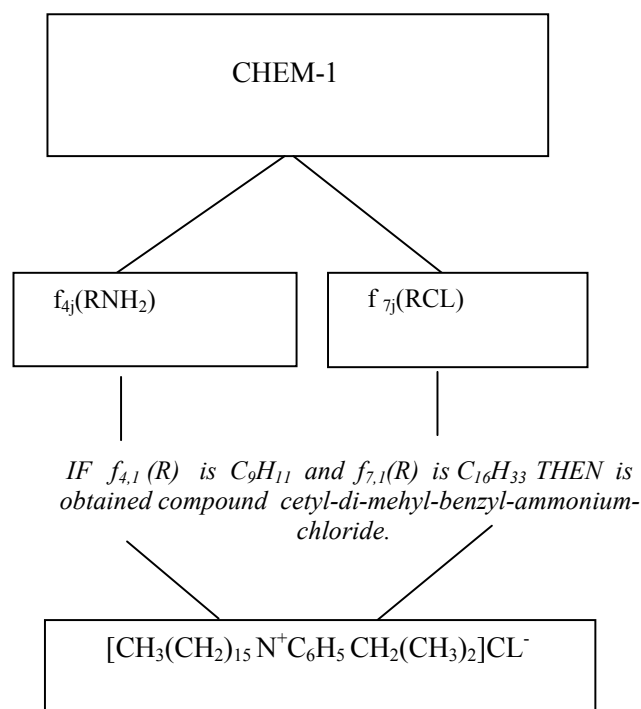 CHEM-1
f₄ⱼ(RNH₂) f ₇ⱼ(RCL)
IF f₄,₁ (R) is C₉H₁₁ and f₇,₁(R) is C₁₆H₃₃ THEN is
obtained compound cetyl-di-mehyl-benzyl-ammonium-
chloride.
[CH₃(CH₂)₁₅ N⁺C₆H₅ CH₂(CH₃)₂]CL⁻